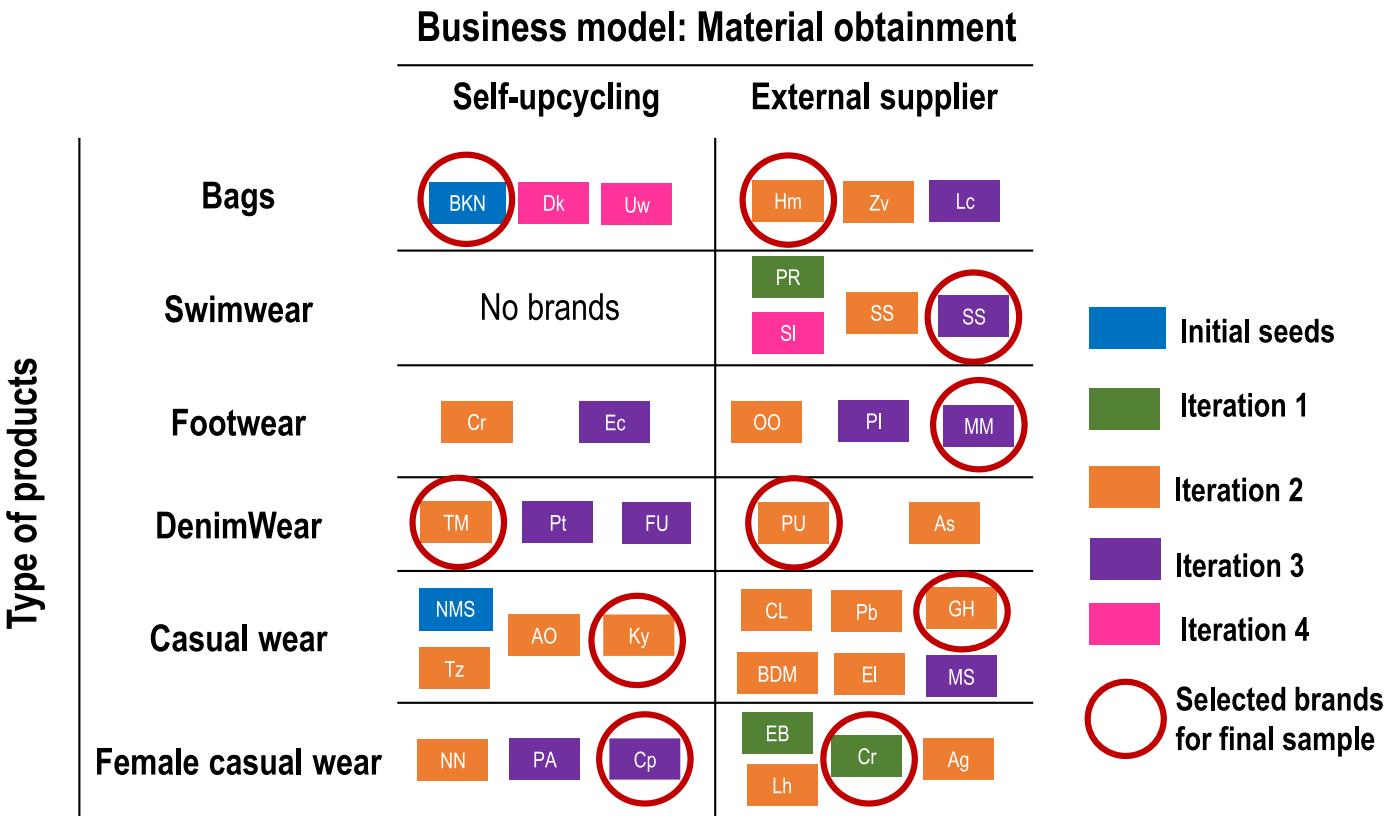 Business model: Material obtainment
Self-upcycling
External supplier
Type of products
Bags
BKN
Dk
Uw
Hm
Zv
Lc
Swimwear
No brands
PR
SI
SS
SS
Footwear
Cr
Ec
OO
PI
MM
DenimWear
TM
Pt
FU
PU
As
Casual wear
NMS
Tz
AO
Ky
CL
Pb
GH
BDM
EI
MS
Female casual wear
NN
PA
Cp
EB
Lh
Cr
Ag
Initial seeds
Iteration 1
Iteration 2
Iteration 3
Iteration 4
Selected brands
for final sample